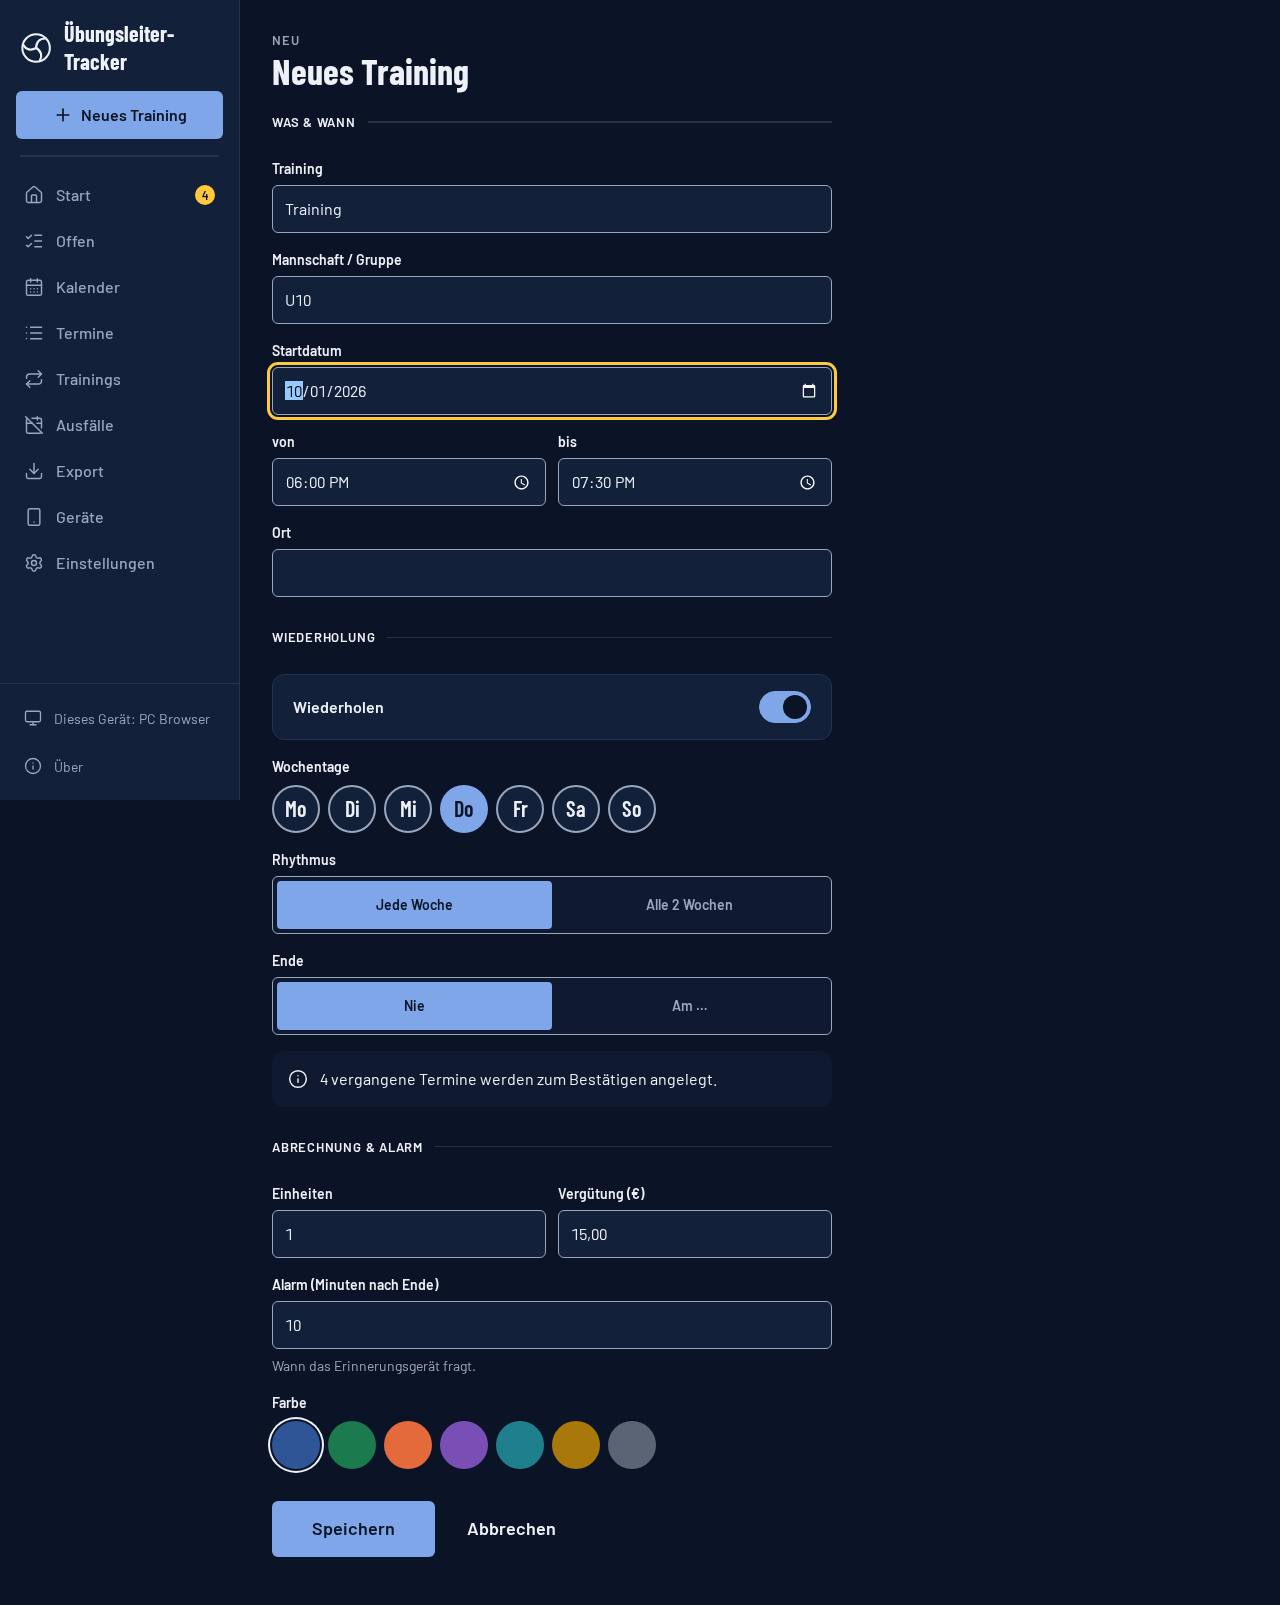 Übungsleiter-
Tracker
Neues Training
Start 4
Offen
Kalender
Termine
Trainings
Ausfälle
Export
Geräte
Einstellungen
Dieses Gerät: PC Browser
Über
NEU
Neues Training
WAS & WANN
Training
Training
Mannschaft / Gruppe
U10
Startdatum
10/01/2026
von bis
06:00 PM 07:30 PM
Ort
WIEDERHOLUNG
Wiederholen
Wochentage
Mo Di Mi Do Fr Sa So
Rhythmus
Jede Woche Alle 2 Wochen
Ende
Nie Am ...
4 vergangene Termine werden zum Bestätigen angelegt.
ABRECHNUNG & ALARM
Einheiten Vergütung (€)
1 15,00
Alarm (Minuten nach Ende)
10
Wann das Erinnerungsgerät fragt.
Farbe
Speichern Abbrechen